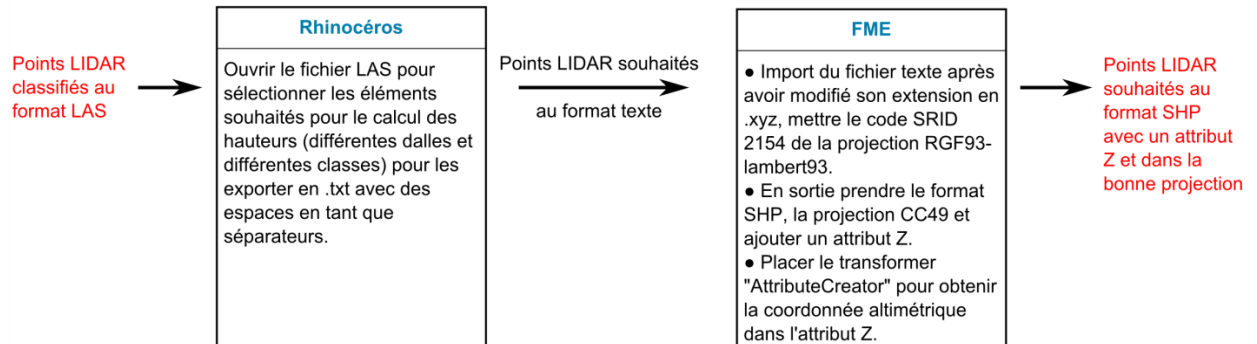 Points LIDAR
classifiés au
format LAS
Rhinocéros
Ouvrir le fichier LAS pour
sélectionner les éléments
souhaités pour le calcul des
hauteurs (différentes dalles et
différentes classes) pour les
exporter en .txt avec des
espaces en tant que
séparateurs.
Points LIDAR souhaités
au format texte
FME
● Import du fichier texte après
avoir modifié son extension en
.xyz, mettre le code SRID
2154 de la projection RGF93-
lambert93.
● En sortie prendre le format
SHP, la projection CC49 et
ajouter un attribut Z.
● Placer le transformer
"AttributeCreator" pour obtenir
la coordonnée altimétrique
dans l'attribut Z.
Points LIDAR
souhaités au
format SHP
avec un attribut
Z et dans la
bonne projection